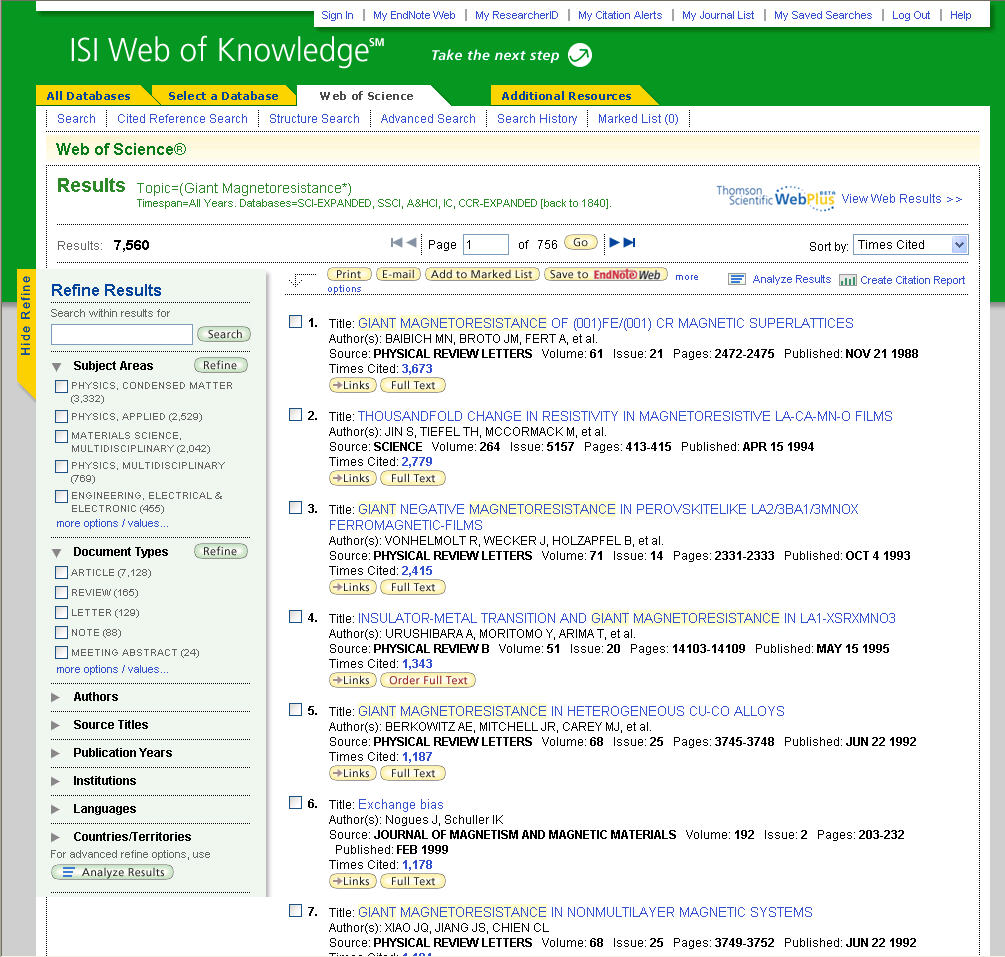 Sign In | My EndNote Web | My ResearcherID | My Citation Alerts | My Journal List | My Saved Searches | Log Out | Help
ISI Web of Knowledge℠ Take the next step
All Databases Select a Database Web of Science Additional Resources
Search Cited Reference Search Structure Search Advanced Search Search History Marked List (0)
Web of Science®
Results Topic=(Giant Magnetoresistance*)
Timespan=All Years. Databases=SCI-EXPANDED, SSCI, A&HCI, IC, CCR-EXPANDED [back to 1840].
Thomson Scientific WebPlus BETA View Web Results >>
Results: 7,560 Page 1 of 756 Go Sort by: Times Cited
Hide Refine
Refine Results
Search within results for
Search
Subject Areas Refine
PHYSICS, CONDENSED MATTER
(3,332)
PHYSICS, APPLIED (2,529)
MATERIALS SCIENCE,
MULTIDISCIPLINARY (2,042)
PHYSICS, MULTIDISCIPLINARY
(769)
ENGINEERING, ELECTRICAL &
ELECTRONIC (455)
more options / values...
Document Types Refine
ARTICLE (7,128)
REVIEW (165)
LETTER (129)
NOTE (88)
MEETING ABSTRACT (24)
more options / values...
Authors
Source Titles
Publication Years
Institutions
Languages
Countries/Territories
For advanced refine options, use
Analyze Results
Print E-mail Add to Marked List Save to EndNote Web more
options
Analyze Results Create Citation Report
1. Title: GIANT MAGNETORESISTANCE OF (001)FE/(001) CR MAGNETIC SUPERLATTICES
Author(s): BAIBICH MN, BROTO JM, FERT A, et al.
Source: PHYSICAL REVIEW LETTERS Volume: 61 Issue: 21 Pages: 2472-2475 Published: NOV 21 1988
Times Cited: 3,673
Links Full Text
2. Title: THOUSANDFOLD CHANGE IN RESISTIVITY IN MAGNETORESISTIVE LA-CA-MN-O FILMS
Author(s): JIN S, TIEFEL TH, MCCORMACK M, et al.
Source: SCIENCE Volume: 264 Issue: 5157 Pages: 413-415 Published: APR 15 1994
Times Cited: 2,779
Links Full Text
3. Title: GIANT NEGATIVE MAGNETORESISTANCE IN PEROVSKITELIKE LA2/3BA1/3MNOX
FERROMAGNETIC-FILMS
Author(s): VONHELMOLT R, WECKER J, HOLZAPFEL B, et al.
Source: PHYSICAL REVIEW LETTERS Volume: 71 Issue: 14 Pages: 2331-2333 Published: OCT 4 1993
Times Cited: 2,415
Links Full Text
4. Title: INSULATOR-METAL TRANSITION AND GIANT MAGNETORESISTANCE IN LA1-XSRXMNO3
Author(s): URUSHIBARA A, MORITOMO Y, ARIMA T, et al.
Source: PHYSICAL REVIEW B Volume: 51 Issue: 20 Pages: 14103-14109 Published: MAY 15 1995
Times Cited: 1,343
Links Order Full Text
5. Title: GIANT MAGNETORESISTANCE IN HETEROGENEOUS CU-CO ALLOYS
Author(s): BERKOWITZ AE, MITCHELL JR, CAREY MJ, et al.
Source: PHYSICAL REVIEW LETTERS Volume: 68 Issue: 25 Pages: 3745-3748 Published: JUN 22 1992
Times Cited: 1,187
Links Full Text
6. Title: Exchange bias
Author(s): Nogues J, Schuller IK
Source: JOURNAL OF MAGNETISM AND MAGNETIC MATERIALS Volume: 192 Issue: 2 Pages: 203-232
Published: FEB 1999
Times Cited: 1,178
Links Full Text
7. Title: GIANT MAGNETORESISTANCE IN NONMULTILAYER MAGNETIC SYSTEMS
Author(s): XIAO JQ, JIANG JS, CHIEN CL
Source: PHYSICAL REVIEW LETTERS Volume: 68 Issue: 25 Pages: 3749-3752 Published: JUN 22 1992
Times Cited: